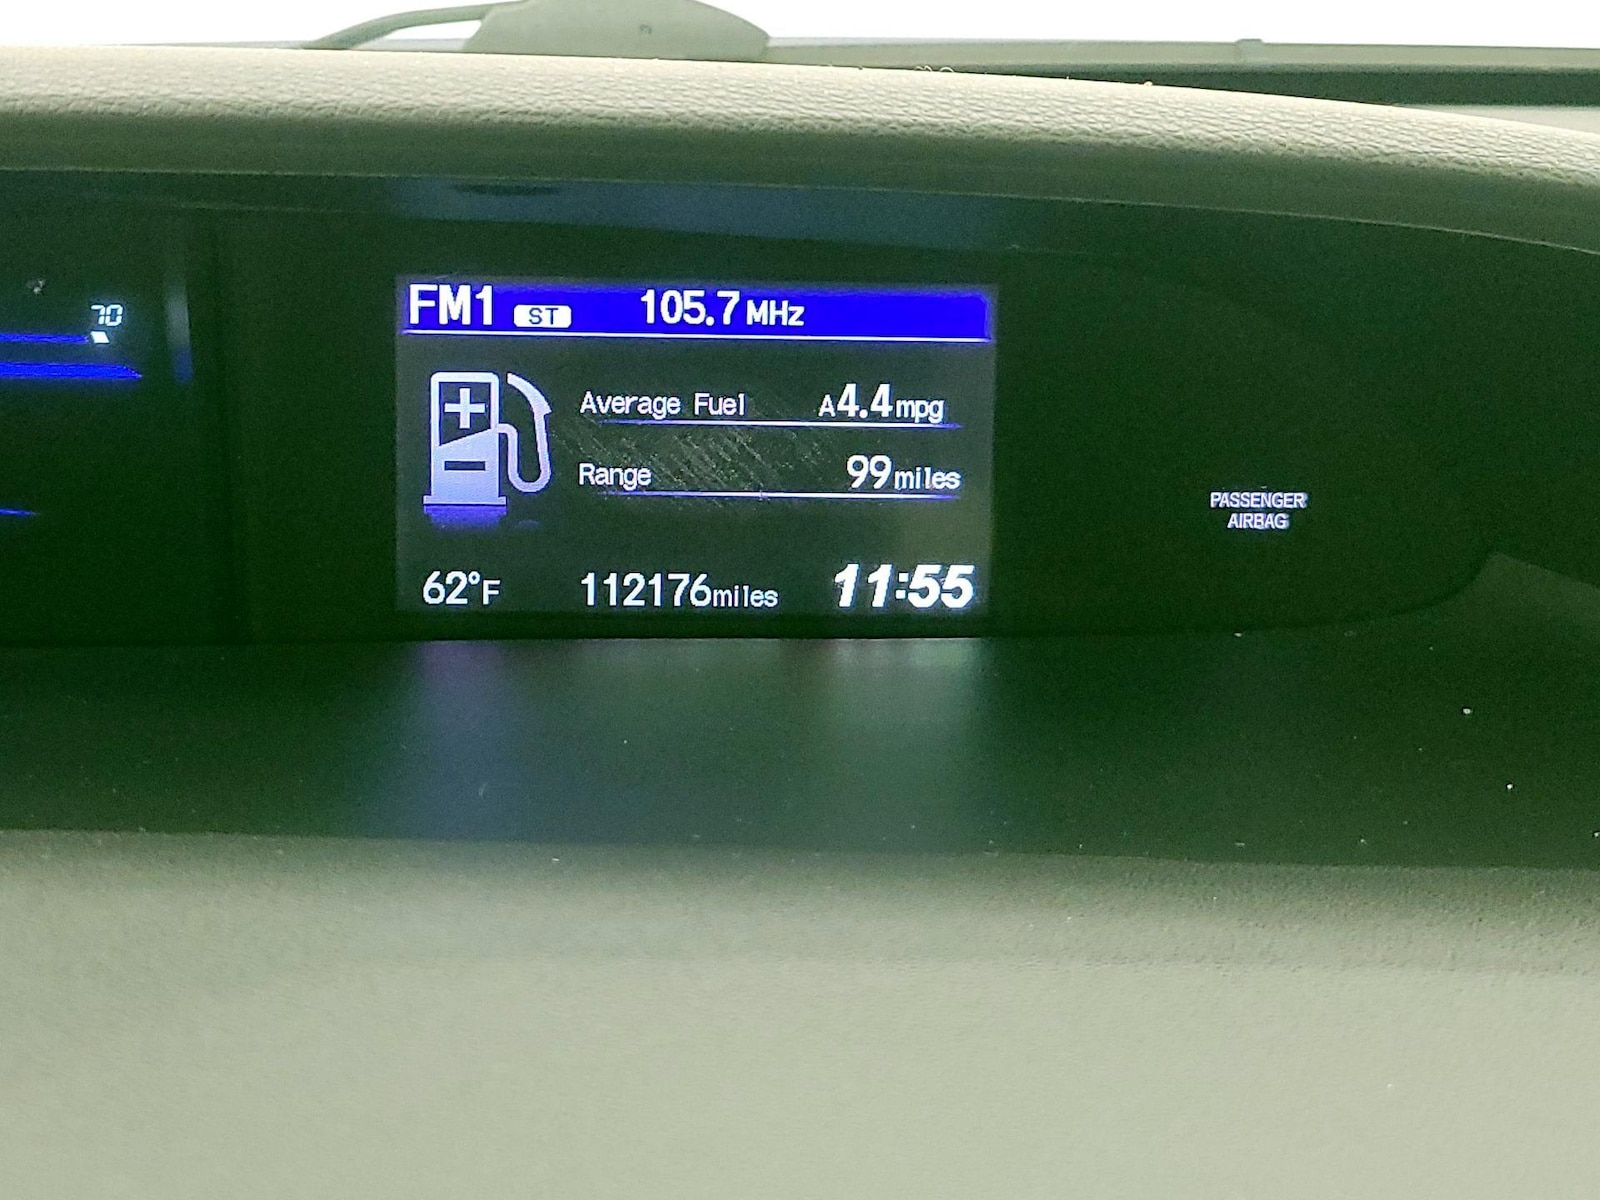 70
FM1 ST 105.7 MHz
Average Fuel A4.4mpg
Range 99miles
62°F 112176miles 11:55
PASSENGER
AIRBAG